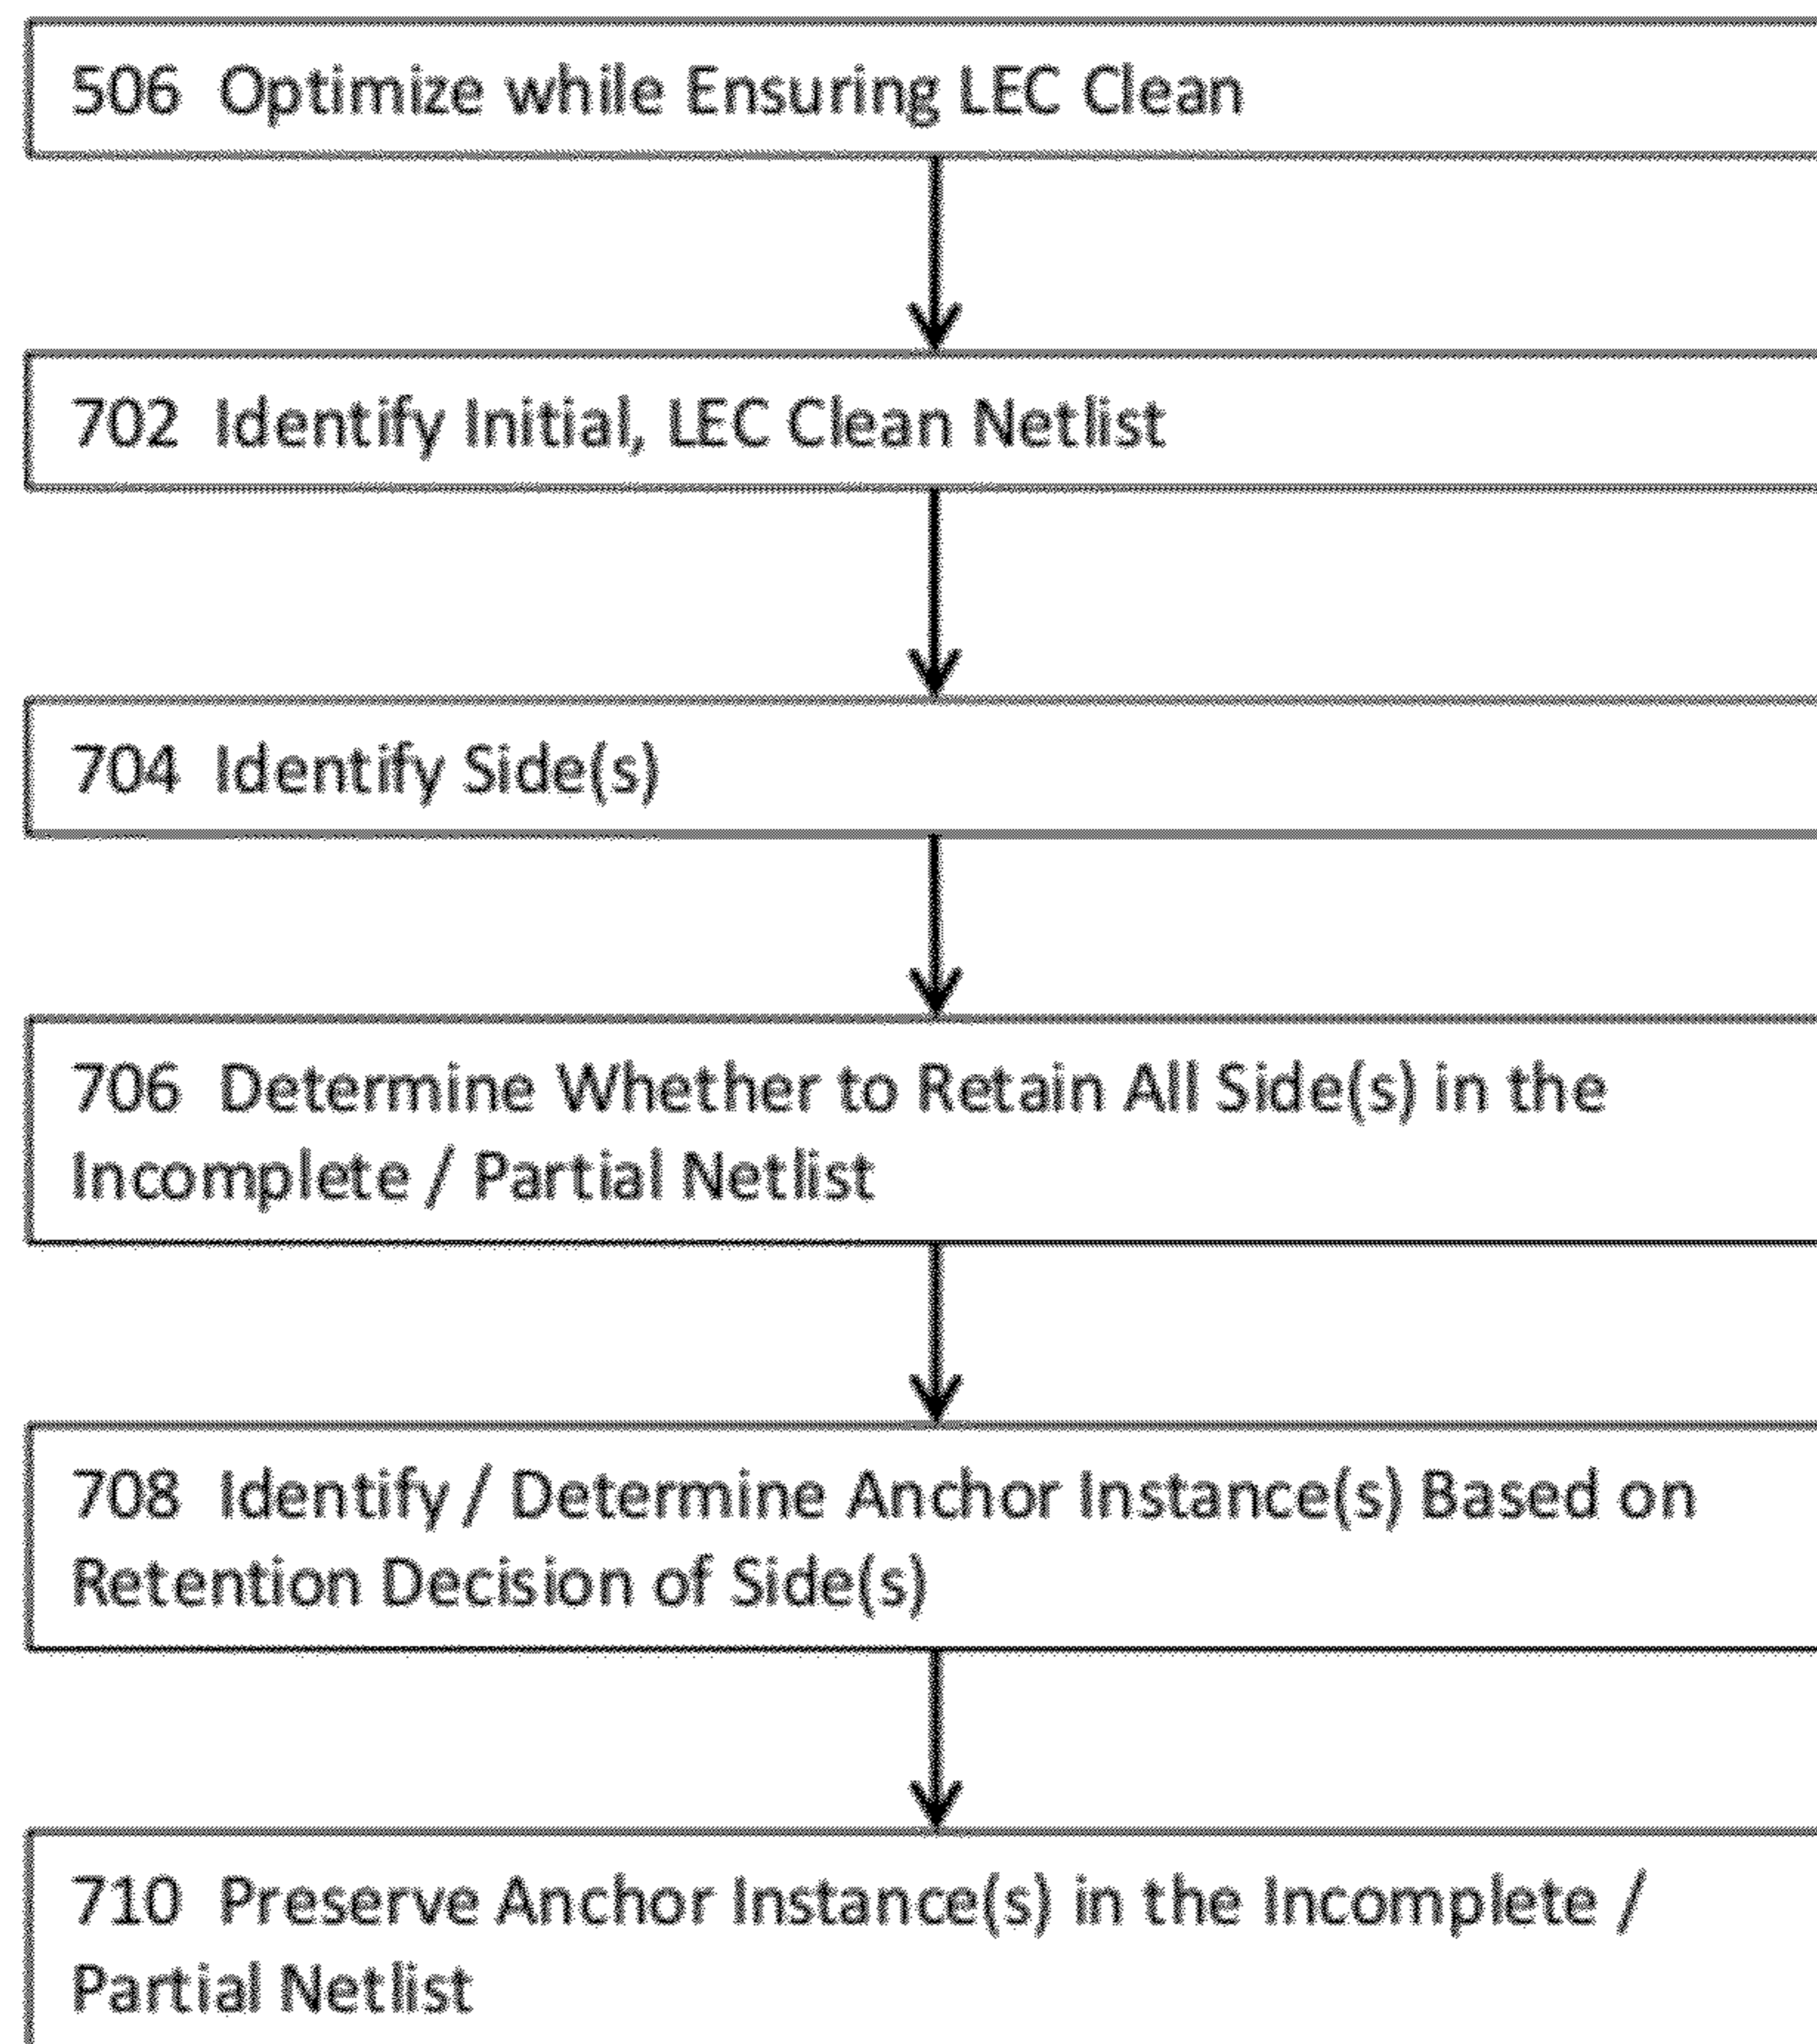 506 Optimize while Ensuring LEC Clean
702 Identify Initial, LEC Clean Netlist
704 Identify Side(s)
706 Determine Whether to Retain All Side(s) in the
Incomplete / Partial Netlist
708 Identify / Determine Anchor Instance(s) Based on
Retention Decision of Side(s)
710 Preserve Anchor Instance(s) in the Incomplete /
Partial Netlist